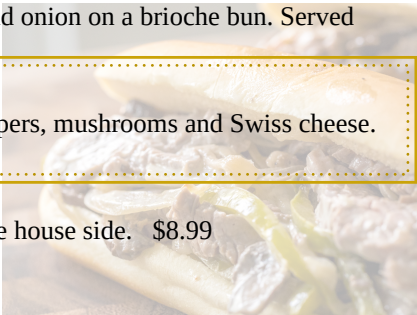 d onion on a brioche bun. Served
pers, mushrooms and Swiss cheese.
e house side. $8.99